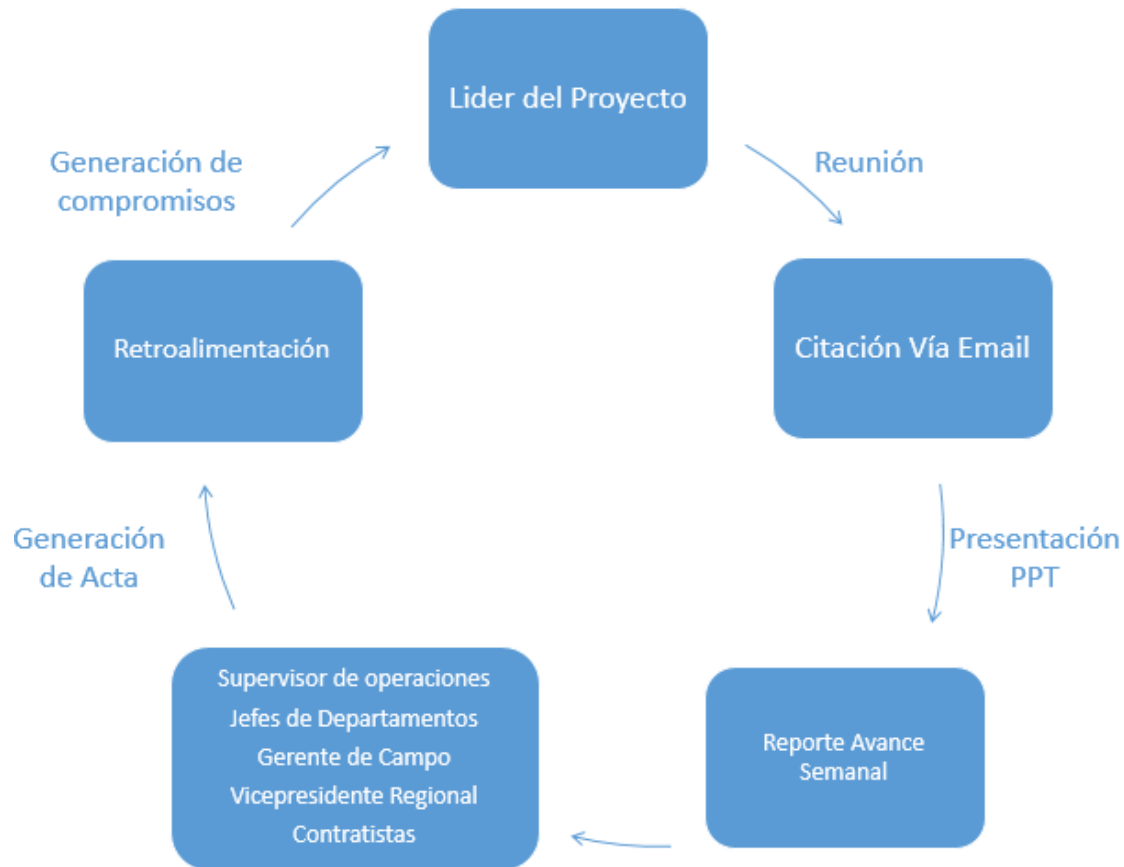 Lider del Proyecto
Generación de
compromisos
Reunión
Retroalimentación
Citación Vía Email
Generación
de Acta
Presentación
PPT
Supervisor de operaciones
Jefes de Departamentos
Gerente de Campo
Vicepresidente Regional
Contratistas
Reporte Avance
Semanal